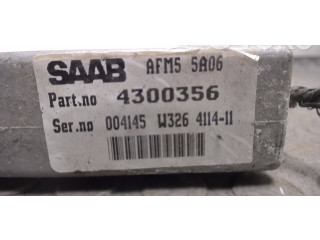 SAAB AFM5 5A06
Part.no 4300356
Ser.no 004145 W326 4114-11